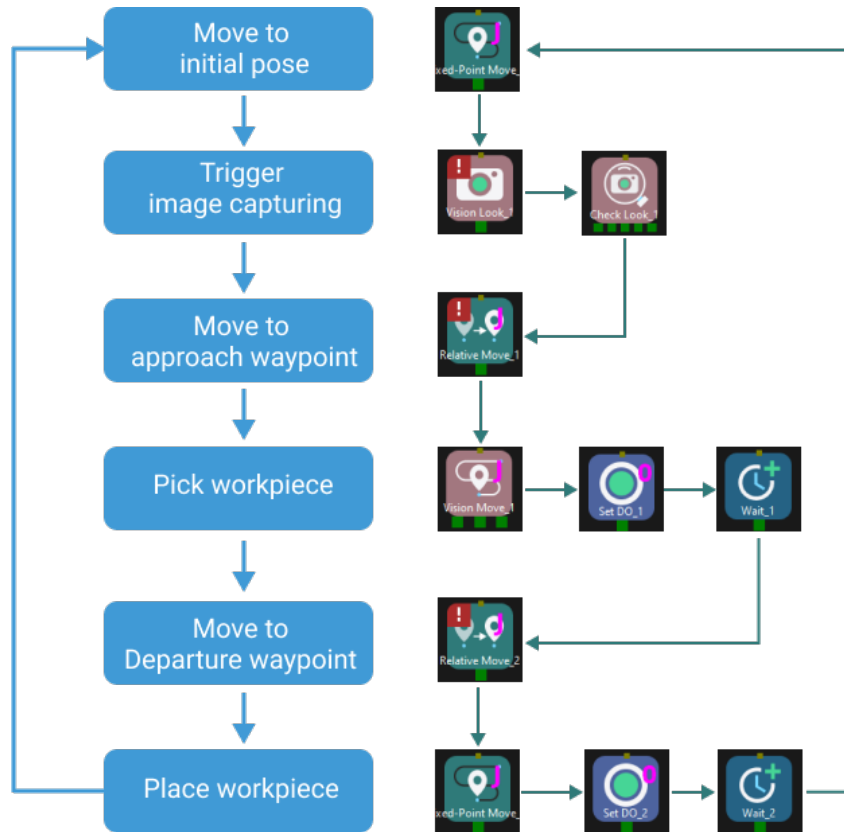 Move to
initial pose
xed-Point Move_
Trigger
image capturing
!
Vision Look_1
Check Look_1
Move to
approach waypoint
!
J
Relative Move_1
Pick workpiece
J
Vision Move_1
O
Set DO_1
Wait_1
Move to
Departure waypoint
!
J
Relative Move_2
Place workpiece
J
xed-Point Move_
O
Set DO_2
Wait_2